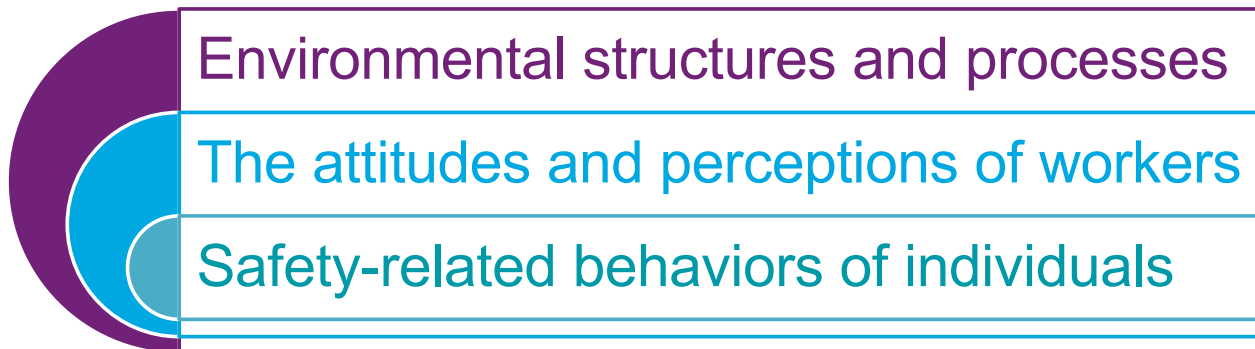 Environmental structures and processes
The attitudes and perceptions of workers
Safety-related behaviors of individuals